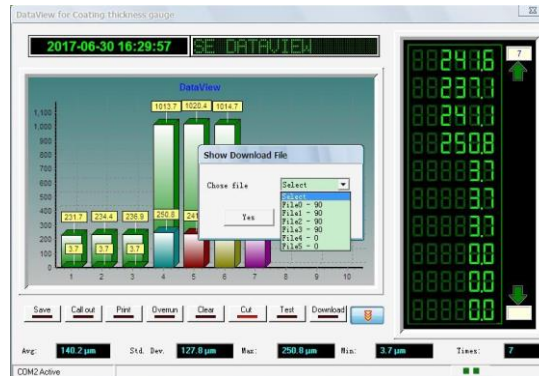 DataView for Coating thickness gauge
2017-06-30 16:29:57
SE DATAVIEW
DataView
1,100
1,000
900
800
700
600
500
400
300
200
100
0
1013.7 1020.4 1014.7
231.7 234.4 236.9 250.8 241
3.7 3.7 3.7
1 2 3 4 5 6 7 8 9 10
Show Download File
Chose file
Select
Select
File0 - 90
File1 - 90
File2 - 90
File3 - 90
File4 - 0
File5 - 0
Yes
241.6
237.1
241.1
250.8
3.7
3.7
3.7
0.0
0.0
0.0
7
Save Call out Print Overrun Clear Cut Test Download
Avg: 140.2 μm Std. Dev. 127.8 μm Max: 250.8 μm Min: 3.7 μm Times: 7
COM2 Active